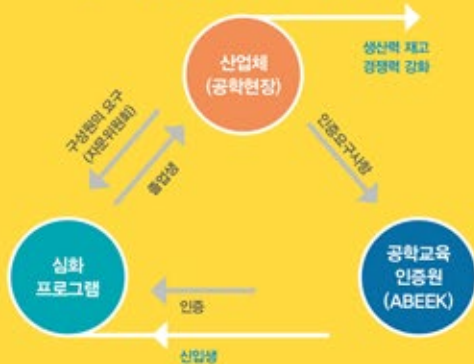 산업체
(공학현장)
생산력 재고
경쟁력 강화
구성원의 요구
(자문위원회)
졸업생
인증요구사항
심화
프로그램
공학교육
인증원
(ABEEK)
인증
신입생